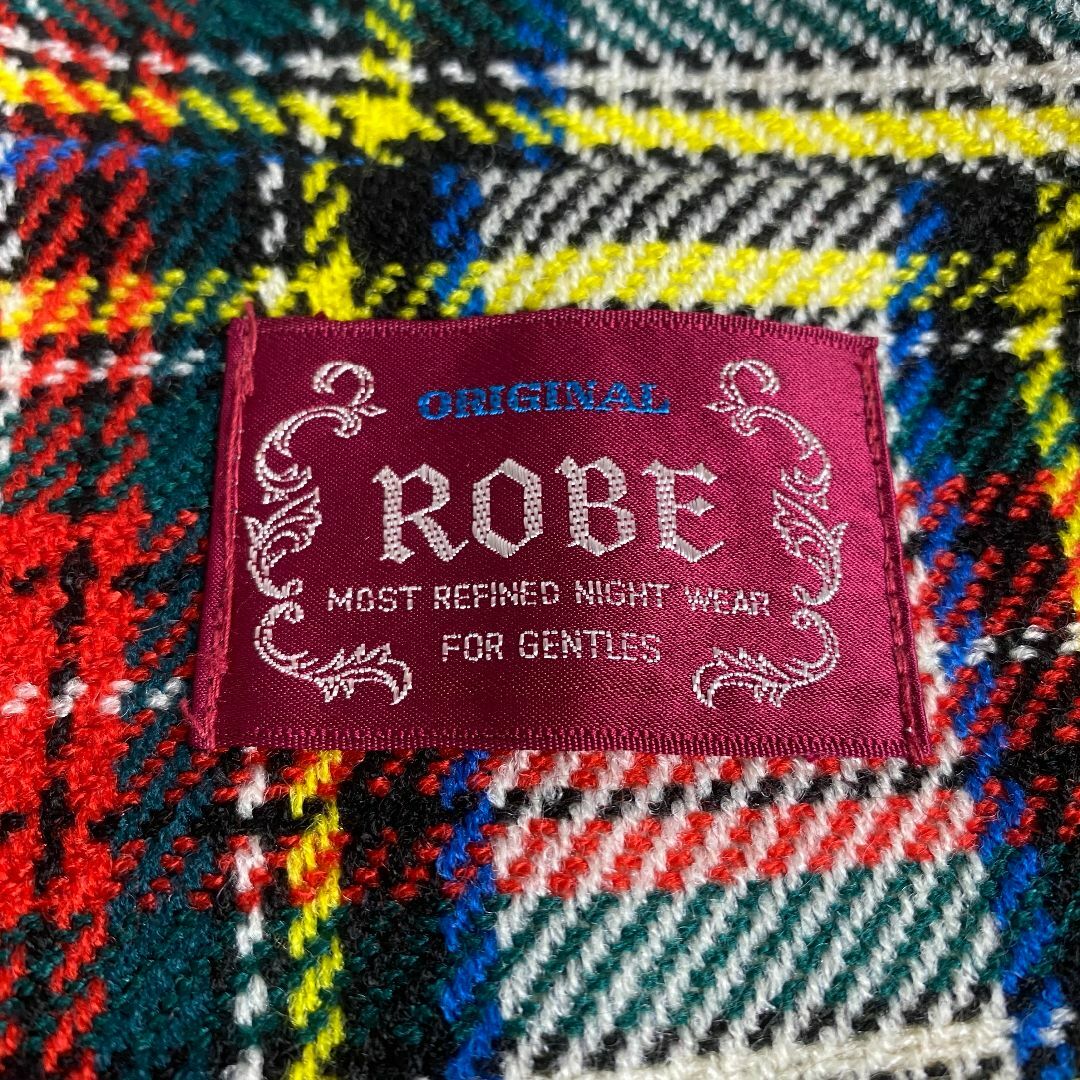 ORIGINAL
ROBE
MOST REFINED NIGHT WEAR
FOR GENTLES